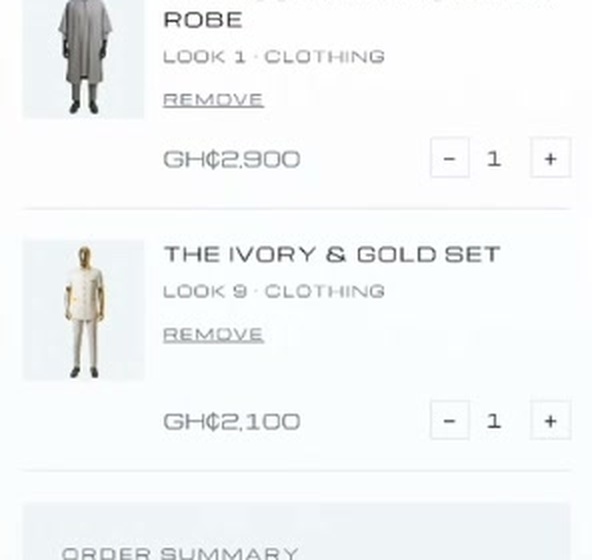 ROBE
LOOK 1 · CLOTHING
REMOVE
GH₵2,900
− 1 +
THE IVORY & GOLD SET
LOOK 9 · CLOTHING
REMOVE
GH₵2,100
− 1 +
ORDER SUMMARY